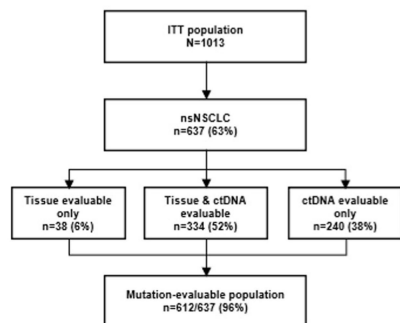 ITT population
N=1013
nsNSCLC
n=637 (63%)
Tissue evaluable
only
n=38 (6%)
Tissue & ctDNA
evaluable
n=334 (52%)
ctDNA evaluable
only
n=240 (38%)
Mutation-evaluable population
n=612/637 (96%)